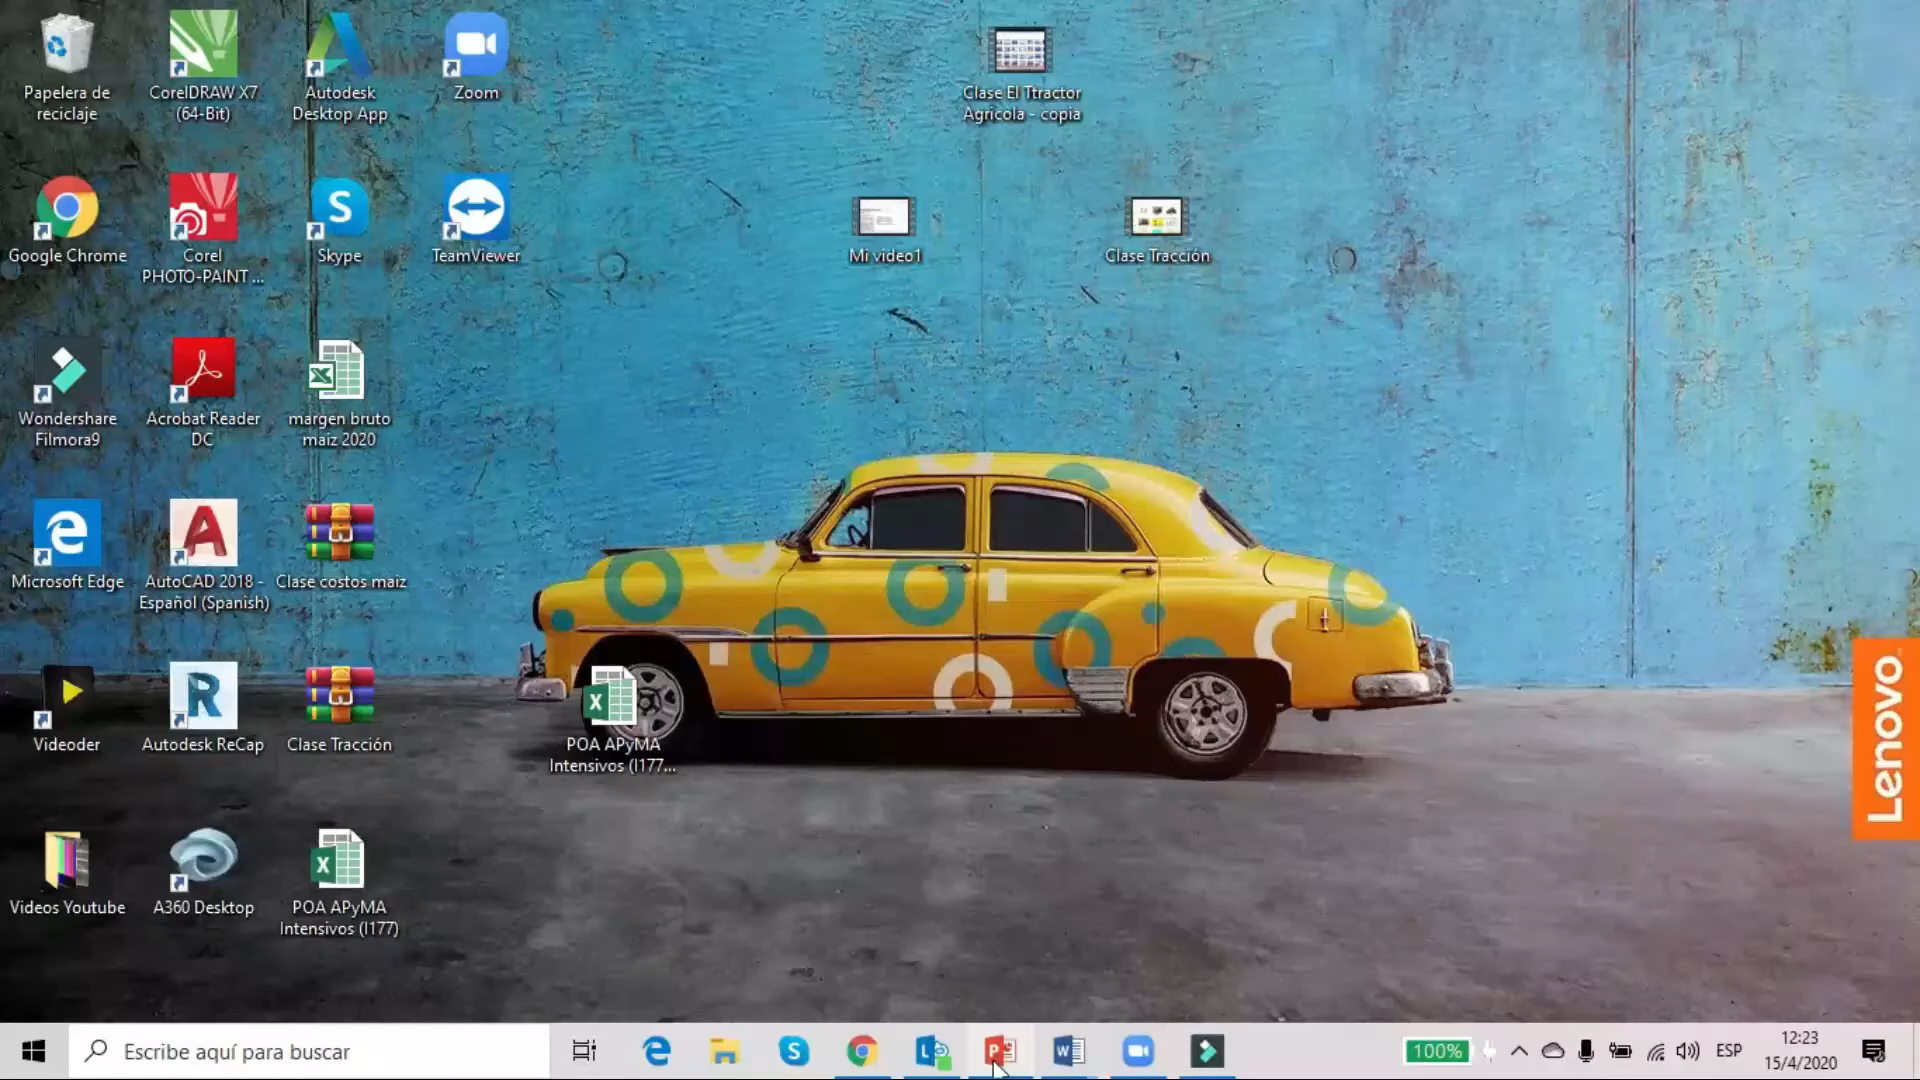 Papelera de
reciclaje
CorelDRAW X7
(64-Bit)
Autodesk
Desktop App
Zoom
Clase El Ttractor
Agricola - copia
Google Chrome
Corel
PHOTO-PAINT ...
Skype
TeamViewer
Mi video1
Clase Tracción
Wondershare
Filmora9
Acrobat Reader
DC
margen bruto
maiz 2020
Microsoft Edge
AutoCAD 2018 -
Español (Spanish)
Clase costos maiz
Videoder
Autodesk ReCap
Clase Tracción
POA APyMA
Intensivos (I177...
Lenovo
Videos Youtube
A360 Desktop
POA APyMA
Intensivos (I177)
Escribe aquí para buscar
100%
ESP
12:23
15/4/2020